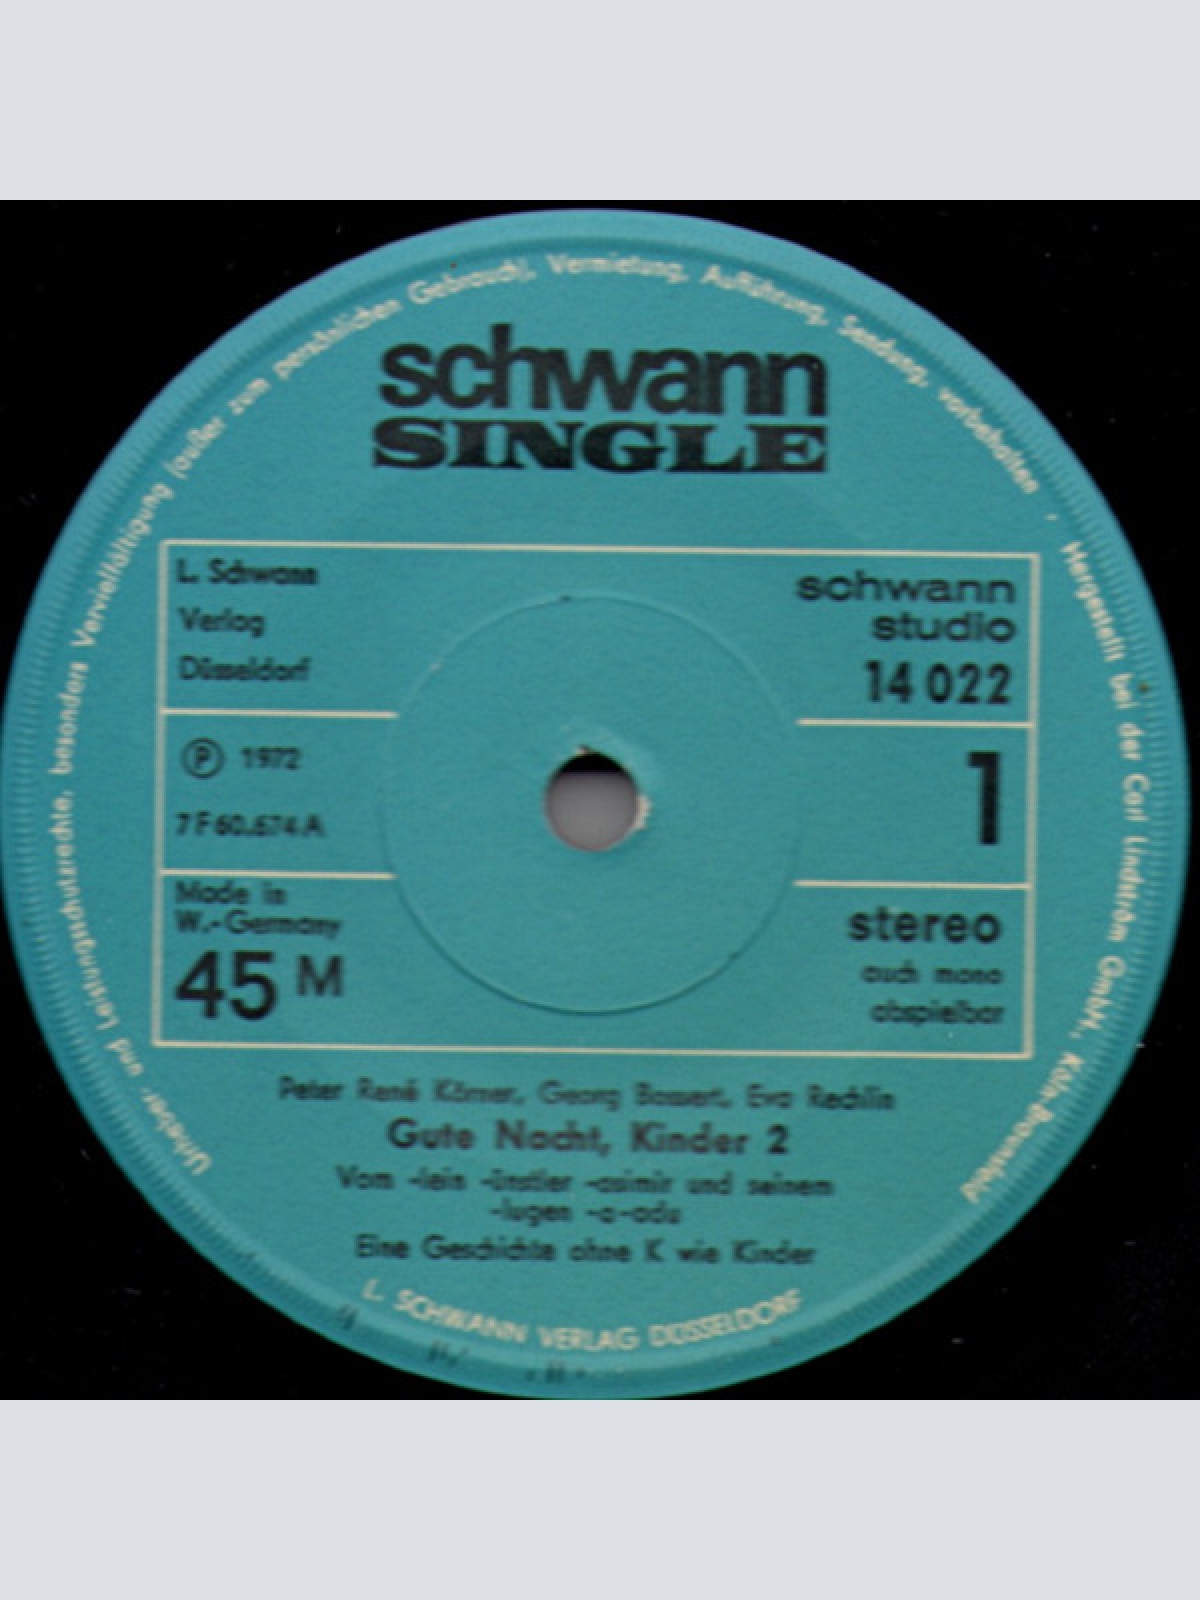 Urheber- und Leistungsschutzrechte, besonders Vervielfältigung (außer zum persönlichen Gebrauch), Vermietung, Aufführung, Sendung, vorbehalten. Hergestellt bei der Carl Lindström GmbH., Köln-Braunsfeld
schwann
SINGLE
L. Schwann
Verlag
Düsseldorf
schwann
studio
14 022
Ⓟ 1972
7 F 60.674 A
1
Made in
W.-Germany
45 M
stereo
auch mono
abspielbar
Peter René Körner, Georg Bossert, Eva Rechlin
Gute Nacht, Kinder 2
Vom -lein -ünstler -asimir und seinem
-lugen -a-adu
Eine Geschichte ohne K wie Kinder
L. SCHWANN VERLAG DÜSSELDORF